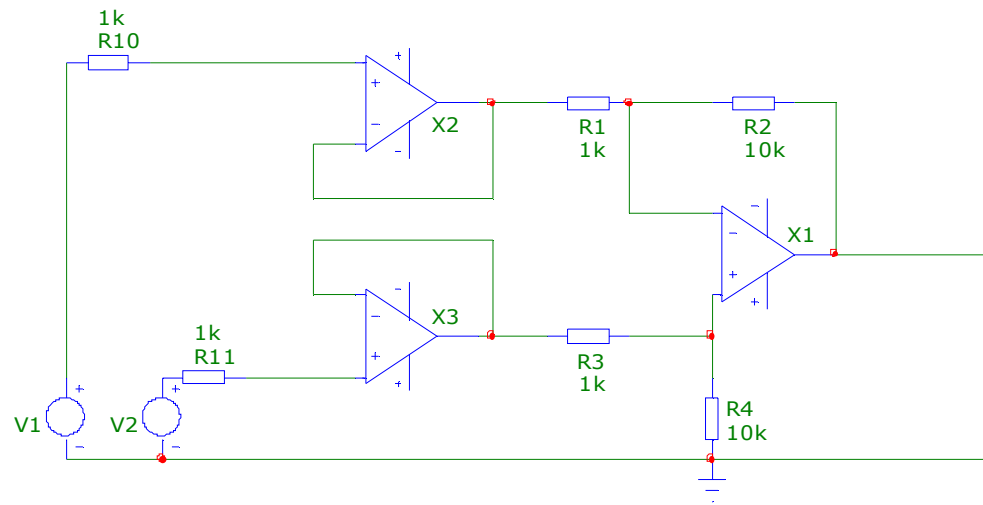 1k
R10
+
+
−
−
X2
R1
1k
R2
10k
−
−
+
+
X1
−
−
+
+
X3
1k
R11
R3
1k
+
−
V1
+
−
V2
R4
10k